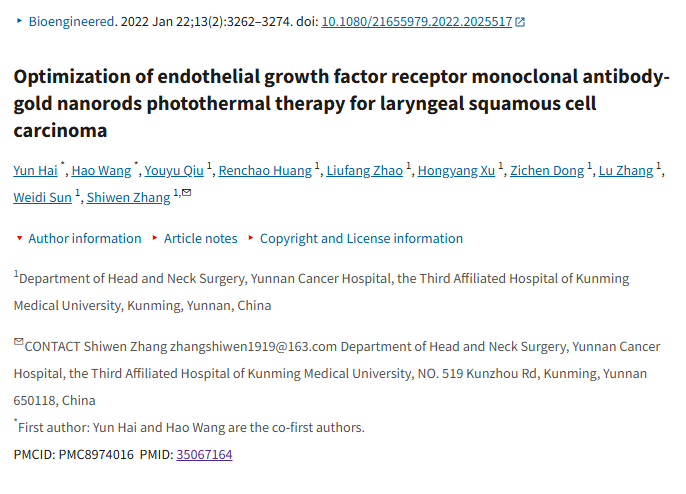 Bioengineered. 2022 Jan 22;13(2):3262–3274. doi: 10.1080/21655979.2022.2025517
Optimization of endothelial growth factor receptor monoclonal antibody-
gold nanorods photothermal therapy for laryngeal squamous cell
carcinoma
Yun Hai *, Hao Wang *, Youyu Qiu 1, Renchao Huang 1, Liufang Zhao 1, Hongyang Xu 1, Zichen Dong 1, Lu Zhang 1,
Weidi Sun 1, Shiwen Zhang 1,✉
Author information Article notes Copyright and License information
1Department of Head and Neck Surgery, Yunnan Cancer Hospital, the Third Affiliated Hospital of Kunming
Medical University, Kunming, Yunnan, China
✉CONTACT Shiwen Zhang zhangshiwen1919@163.com Department of Head and Neck Surgery, Yunnan Cancer
Hospital, the Third Affiliated Hospital of Kunming Medical University, NO. 519 Kunzhou Rd, Kunming, Yunnan
650118, China
*First author: Yun Hai and Hao Wang are the co-first authors.
PMCID: PMC8974016 PMID: 35067164